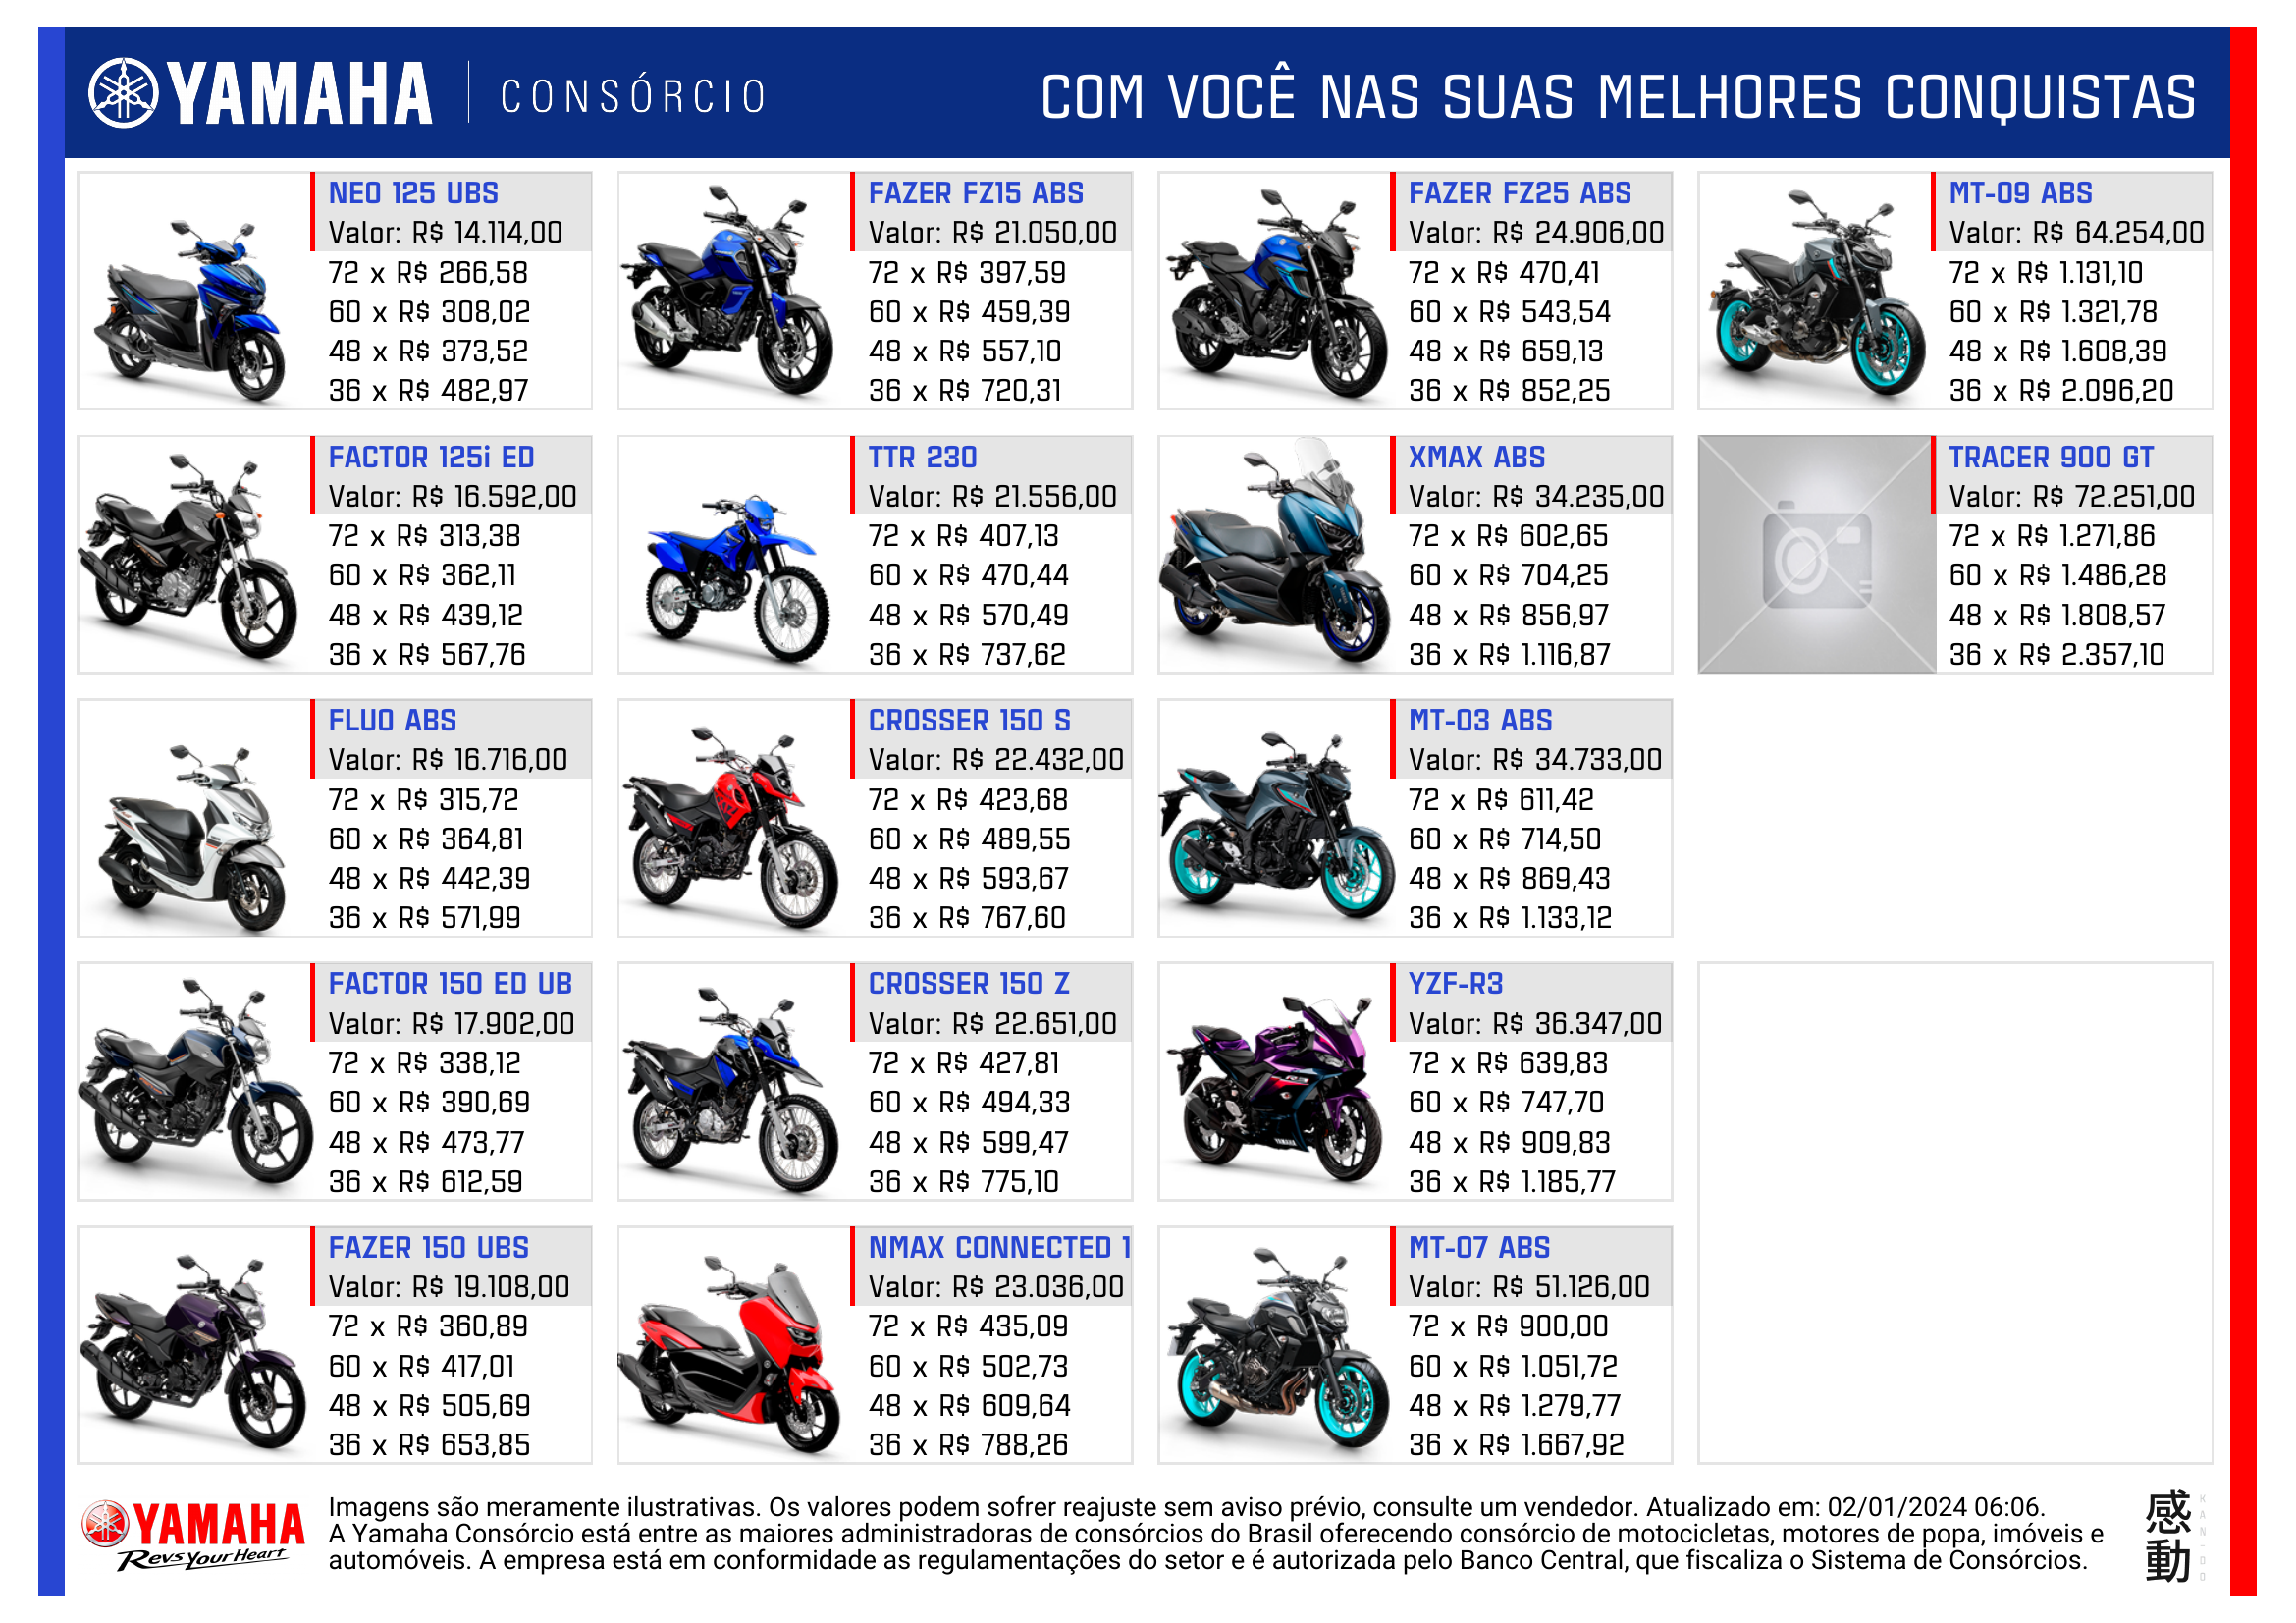 YAMAHA CONSÓRCIO
COM VOCÊ NAS SUAS MELHORES CONQUISTAS
NEO 125 UBS
Valor: R$ 14.114,00
72 x R$ 266,58
60 x R$ 308,02
48 x R$ 373,52
36 x R$ 482,97
FAZER FZ15 ABS
Valor: R$ 21.050,00
72 x R$ 397,59
60 x R$ 459,39
48 x R$ 557,10
36 x R$ 720,31
FAZER FZ25 ABS
Valor: R$ 24.906,00
72 x R$ 470,41
60 x R$ 543,54
48 x R$ 659,13
36 x R$ 852,25
MT-09 ABS
Valor: R$ 64.254,00
72 x R$ 1.131,10
60 x R$ 1.321,78
48 x R$ 1.608,39
36 x R$ 2.096,20
FACTOR 125i ED
Valor: R$ 16.592,00
72 x R$ 313,38
60 x R$ 362,11
48 x R$ 439,12
36 x R$ 567,76
TTR 230
Valor: R$ 21.556,00
72 x R$ 407,13
60 x R$ 470,44
48 x R$ 570,49
36 x R$ 737,62
XMAX ABS
Valor: R$ 34.235,00
72 x R$ 602,65
60 x R$ 704,25
48 x R$ 856,97
36 x R$ 1.116,87
TRACER 900 GT
Valor: R$ 72.251,00
72 x R$ 1.271,86
60 x R$ 1.486,28
48 x R$ 1.808,57
36 x R$ 2.357,10
FLUO ABS
Valor: R$ 16.716,00
72 x R$ 315,72
60 x R$ 364,81
48 x R$ 442,39
36 x R$ 571,99
CROSSER 150 S
Valor: R$ 22.432,00
72 x R$ 423,68
60 x R$ 489,55
48 x R$ 593,67
36 x R$ 767,60
MT-03 ABS
Valor: R$ 34.733,00
72 x R$ 611,42
60 x R$ 714,50
48 x R$ 869,43
36 x R$ 1.133,12
FACTOR 150 ED UB
Valor: R$ 17.902,00
72 x R$ 338,12
60 x R$ 390,69
48 x R$ 473,77
36 x R$ 612,59
CROSSER 150 Z
Valor: R$ 22.651,00
72 x R$ 427,81
60 x R$ 494,33
48 x R$ 599,47
36 x R$ 775,10
YZF-R3
Valor: R$ 36.347,00
72 x R$ 639,83
60 x R$ 747,70
48 x R$ 909,83
36 x R$ 1.185,77
FAZER 150 UBS
Valor: R$ 19.108,00
72 x R$ 360,89
60 x R$ 417,01
48 x R$ 505,69
36 x R$ 653,85
NMAX CONNECTED 1
Valor: R$ 23.036,00
72 x R$ 435,09
60 x R$ 502,73
48 x R$ 609,64
36 x R$ 788,26
MT-07 ABS
Valor: R$ 51.126,00
72 x R$ 900,00
60 x R$ 1.051,72
48 x R$ 1.279,77
36 x R$ 1.667,92
YAMAHA
Revs Your Heart
Imagens são meramente ilustrativas. Os valores podem sofrer reajuste sem aviso prévio, consulte um vendedor. Atualizado em: 02/01/2024 06:06.
A Yamaha Consórcio está entre as maiores administradoras de consórcios do Brasil oferecendo consórcio de motocicletas, motores de popa, imóveis e
automóveis. A empresa está em conformidade as regulamentações do setor e é autorizada pelo Banco Central, que fiscaliza o Sistema de Consórcios.
感動
KAN-DO